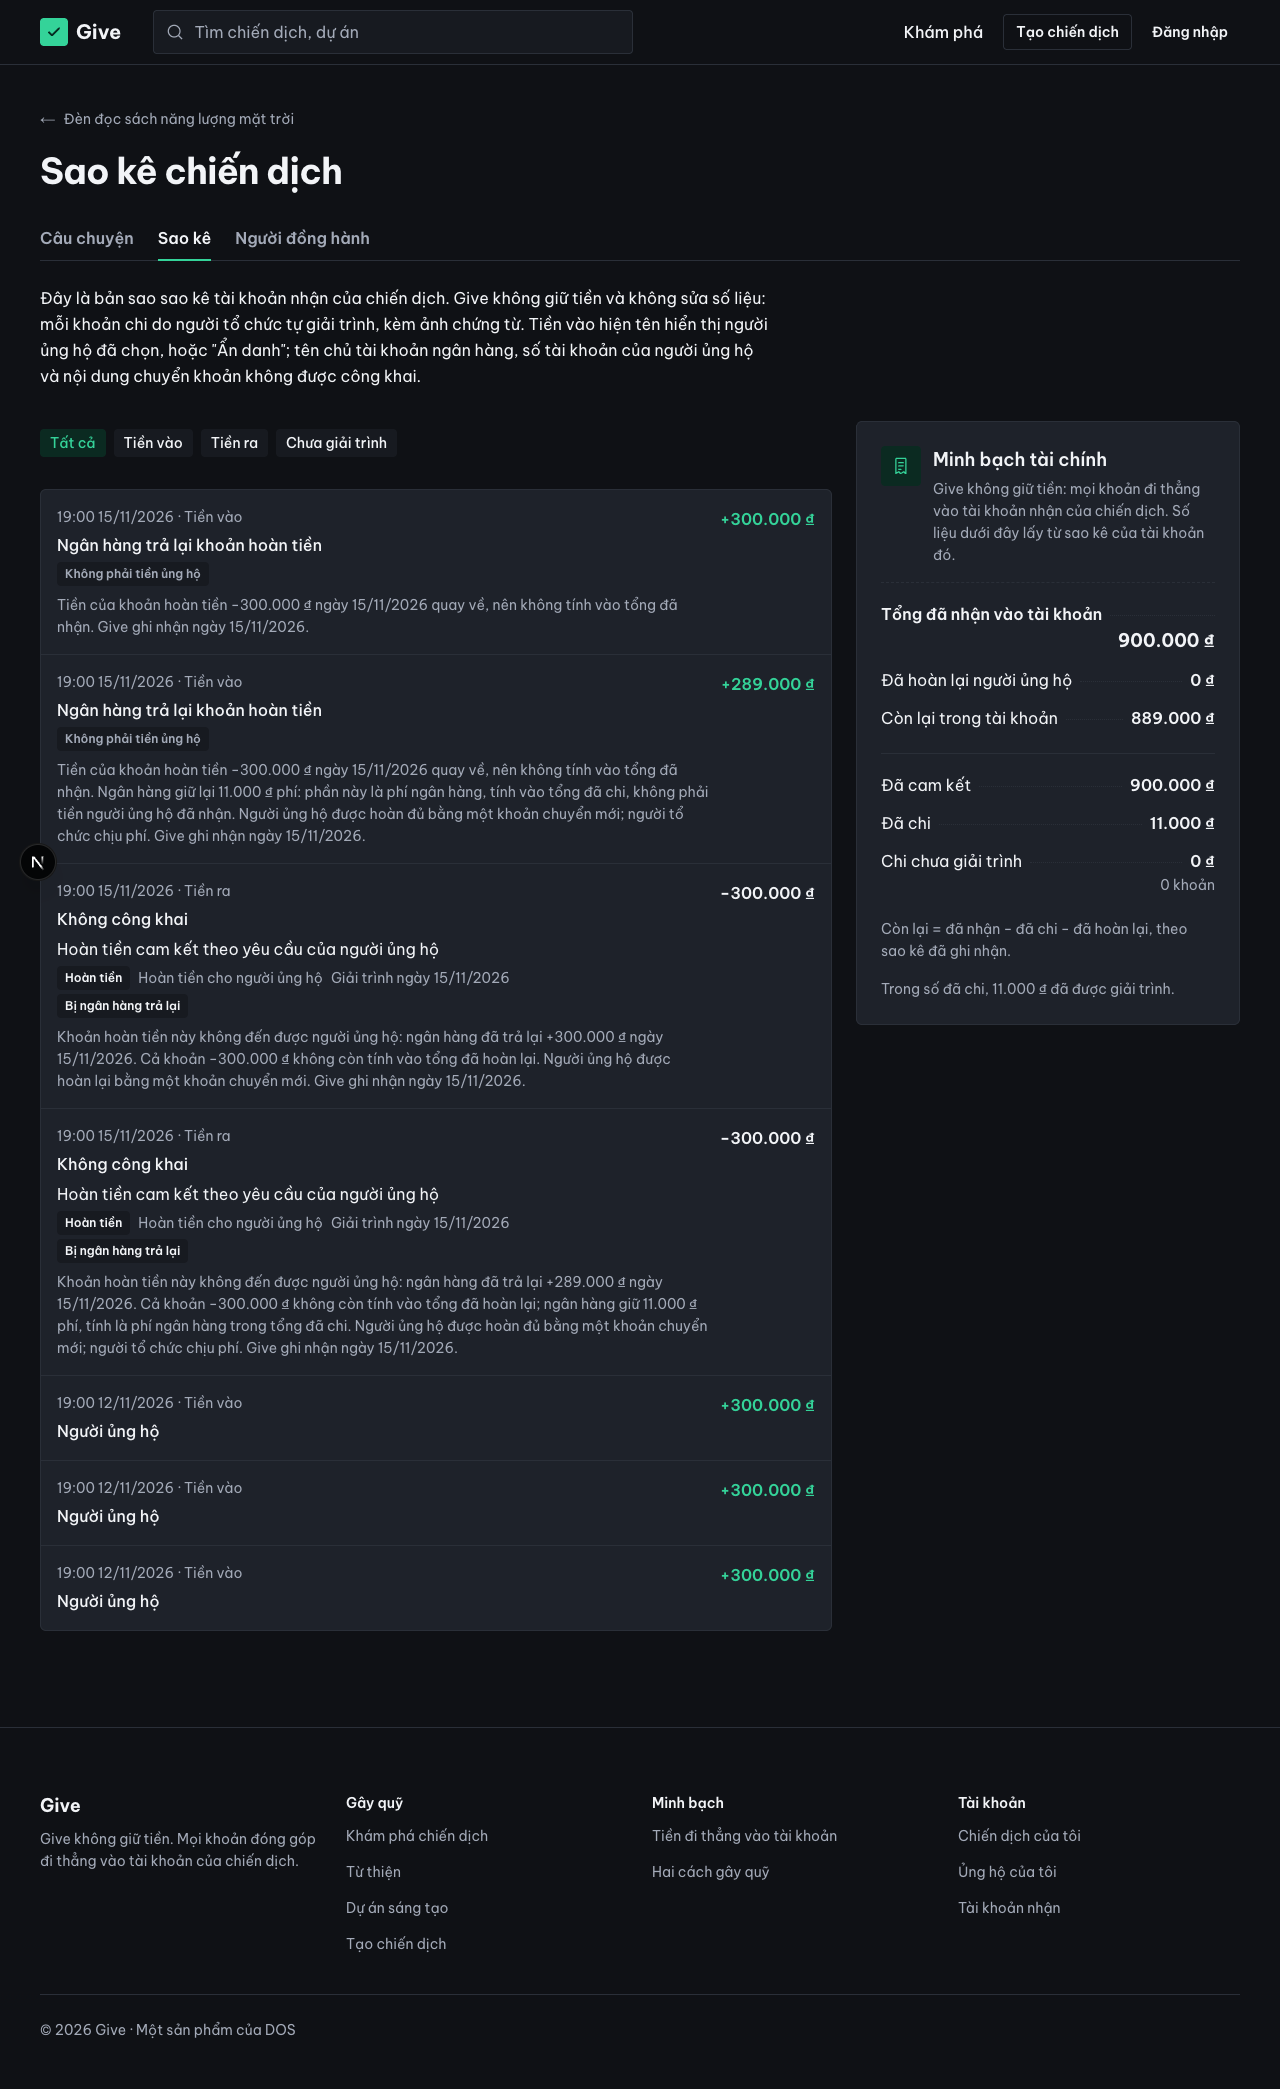 Give
Tìm chiến dịch, dự án
Khám phá
Tạo chiến dịch
Đăng nhập
← Đèn đọc sách năng lượng mặt trời
Sao kê chiến dịch
Câu chuyện
Sao kê
Người đồng hành
Đây là bản sao sao kê tài khoản nhận của chiến dịch. Give không giữ tiền và không sửa số liệu:
mỗi khoản chi do người tổ chức tự giải trình, kèm ảnh chứng từ. Tiền vào hiện tên hiển thị người
ủng hộ đã chọn, hoặc "Ẩn danh"; tên chủ tài khoản ngân hàng, số tài khoản của người ủng hộ
và nội dung chuyển khoản không được công khai.
Tất cả
Tiền vào
Tiền ra
Chưa giải trình
19:00 15/11/2026 · Tiền vào
+300.000 ₫
Ngân hàng trả lại khoản hoàn tiền
Không phải tiền ủng hộ
Tiền của khoản hoàn tiền -300.000 ₫ ngày 15/11/2026 quay về, nên không tính vào tổng đã
nhận. Give ghi nhận ngày 15/11/2026.
19:00 15/11/2026 · Tiền vào
+289.000 ₫
Ngân hàng trả lại khoản hoàn tiền
Không phải tiền ủng hộ
Tiền của khoản hoàn tiền -300.000 ₫ ngày 15/11/2026 quay về, nên không tính vào tổng đã
nhận. Ngân hàng giữ lại 11.000 ₫ phí: phần này là phí ngân hàng, tính vào tổng đã chi, không phải
tiền người ủng hộ đã nhận. Người ủng hộ được hoàn đủ bằng một khoản chuyển mới; người tổ
chức chịu phí. Give ghi nhận ngày 15/11/2026.
19:00 15/11/2026 · Tiền ra
-300.000 ₫
Không công khai
Hoàn tiền cam kết theo yêu cầu của người ủng hộ
Hoàn tiền
Hoàn tiền cho người ủng hộ
Giải trình ngày 15/11/2026
Bị ngân hàng trả lại
Khoản hoàn tiền này không đến được người ủng hộ: ngân hàng đã trả lại +300.000 ₫ ngày
15/11/2026. Cả khoản -300.000 ₫ không còn tính vào tổng đã hoàn lại. Người ủng hộ được
hoàn lại bằng một khoản chuyển mới. Give ghi nhận ngày 15/11/2026.
19:00 15/11/2026 · Tiền ra
-300.000 ₫
Không công khai
Hoàn tiền cam kết theo yêu cầu của người ủng hộ
Hoàn tiền
Hoàn tiền cho người ủng hộ
Giải trình ngày 15/11/2026
Bị ngân hàng trả lại
Khoản hoàn tiền này không đến được người ủng hộ: ngân hàng đã trả lại +289.000 ₫ ngày
15/11/2026. Cả khoản -300.000 ₫ không còn tính vào tổng đã hoàn lại; ngân hàng giữ 11.000 ₫
phí, tính là phí ngân hàng trong tổng đã chi. Người ủng hộ được hoàn đủ bằng một khoản chuyển
mới; người tổ chức chịu phí. Give ghi nhận ngày 15/11/2026.
19:00 12/11/2026 · Tiền vào
+300.000 ₫
Người ủng hộ
19:00 12/11/2026 · Tiền vào
+300.000 ₫
Người ủng hộ
19:00 12/11/2026 · Tiền vào
+300.000 ₫
Người ủng hộ
Minh bạch tài chính
Give không giữ tiền: mọi khoản đi thẳng
vào tài khoản nhận của chiến dịch. Số
liệu dưới đây lấy từ sao kê của tài khoản
đó.
Tổng đã nhận vào tài khoản
900.000 ₫
Đã hoàn lại người ủng hộ
0 ₫
Còn lại trong tài khoản
889.000 ₫
Đã cam kết
900.000 ₫
Đã chi
11.000 ₫
Chi chưa giải trình
0 ₫
0 khoản
Còn lại = đã nhận - đã chi - đã hoàn lại, theo
sao kê đã ghi nhận.
Trong số đã chi, 11.000 ₫ đã được giải trình.
N
Give
Give không giữ tiền. Mọi khoản đóng góp
đi thẳng vào tài khoản của chiến dịch.
Gây quỹ
Khám phá chiến dịch
Từ thiện
Dự án sáng tạo
Tạo chiến dịch
Minh bạch
Tiền đi thẳng vào tài khoản
Hai cách gây quỹ
Tài khoản
Chiến dịch của tôi
Ủng hộ của tôi
Tài khoản nhận
© 2026 Give · Một sản phẩm của DOS